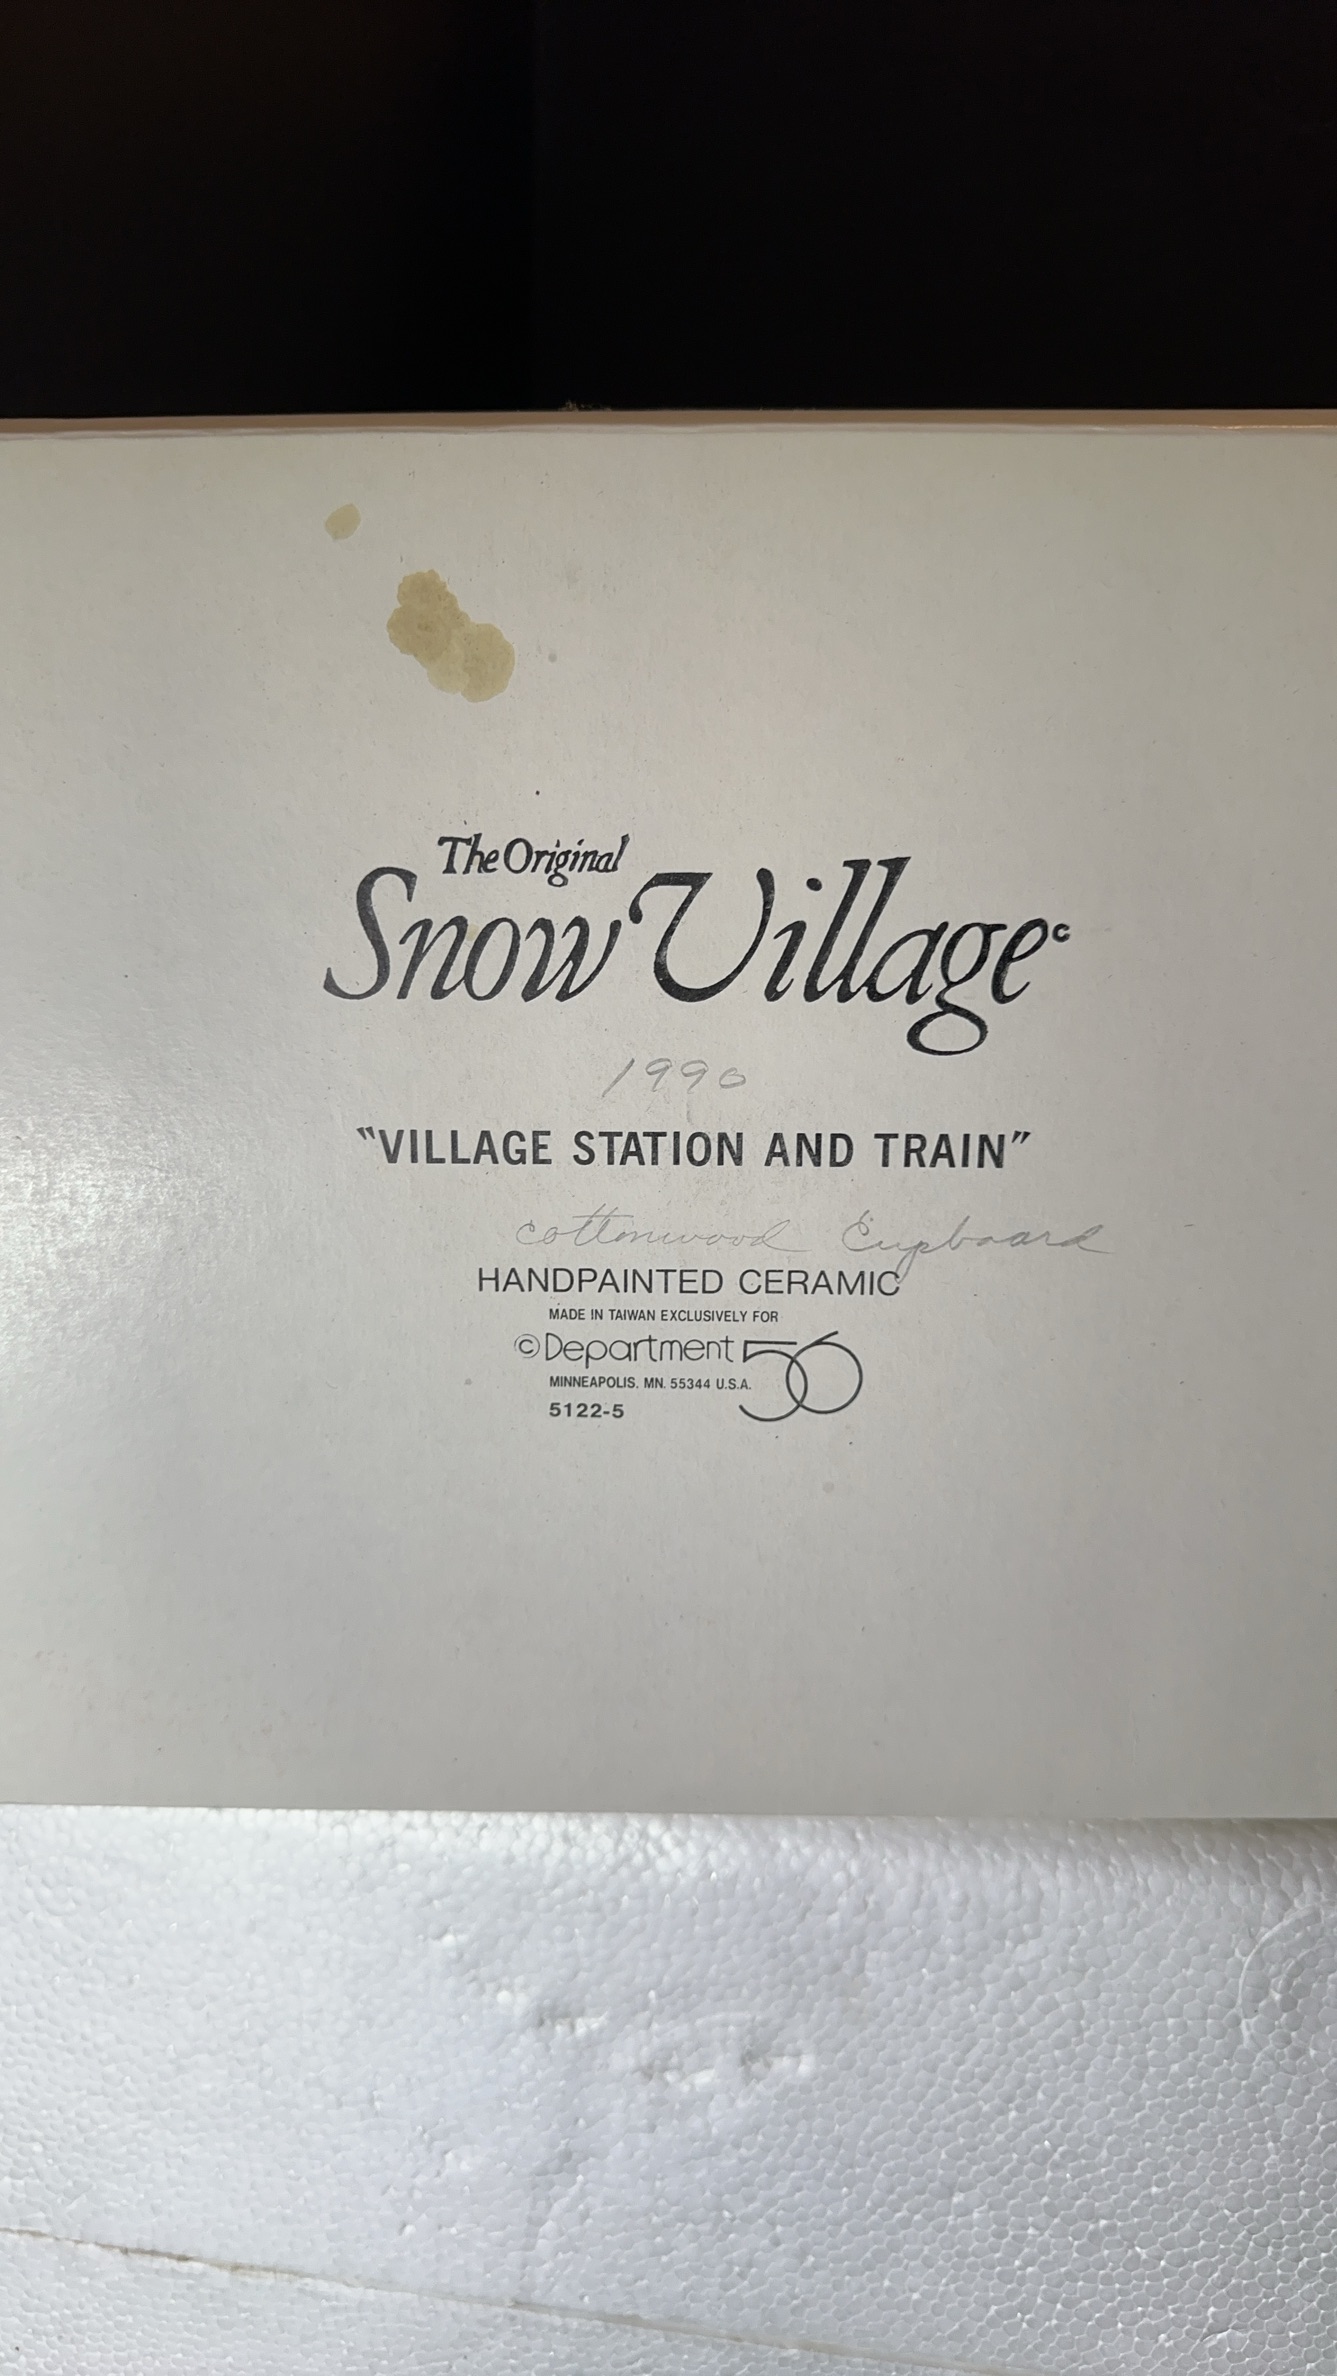 The Original
Snow Village©
1990
"VILLAGE STATION AND TRAIN"
Cottonwood Cupboard
HANDPAINTED CERAMIC
MADE IN TAIWAN EXCLUSIVELY FOR
©Department 56
MINNEAPOLIS. MN. 55344 U.S.A.
5122-5